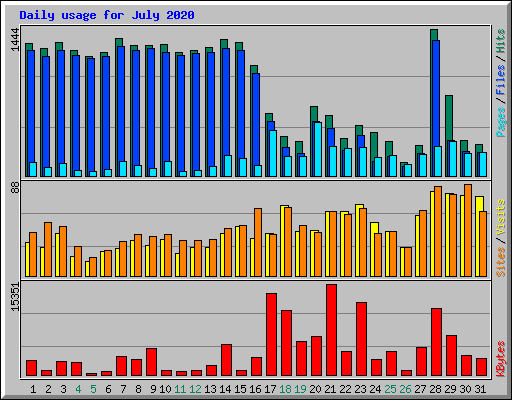 Daily usage for July 2020
1444
Pages/Files/Hits
88
Sites/Visits
15351
KBytes
1 2 3 4 5 6 7 8 9 10 11 12 13 14 15 16 17 18 19 20 21 22 23 24 25 26 27 28 29 30 31